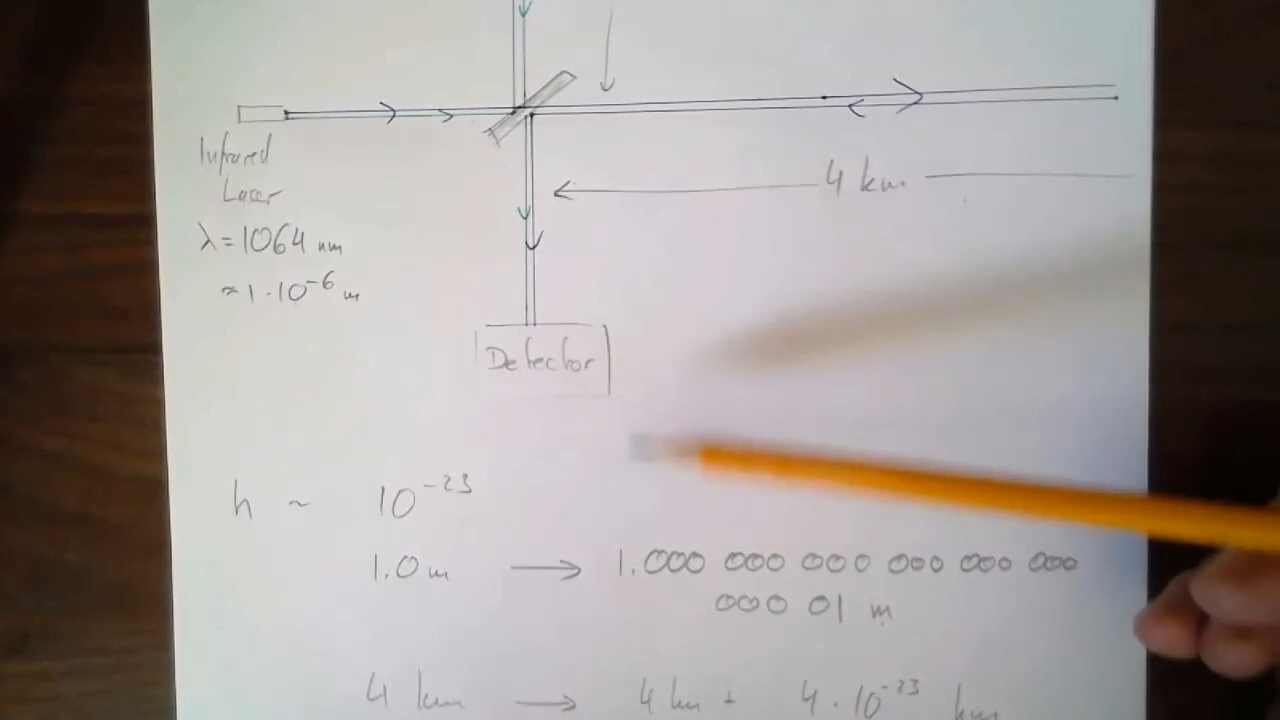 Infrared
Laser
λ = 1064 nm
~ 1 · 10⁻⁶ m
4 km
Detector
h ~ 10⁻²³
1.0 m → 1.000 000 000 000 000 000
000 01 m
4 km → 4 km + 4 · 10⁻²³ km